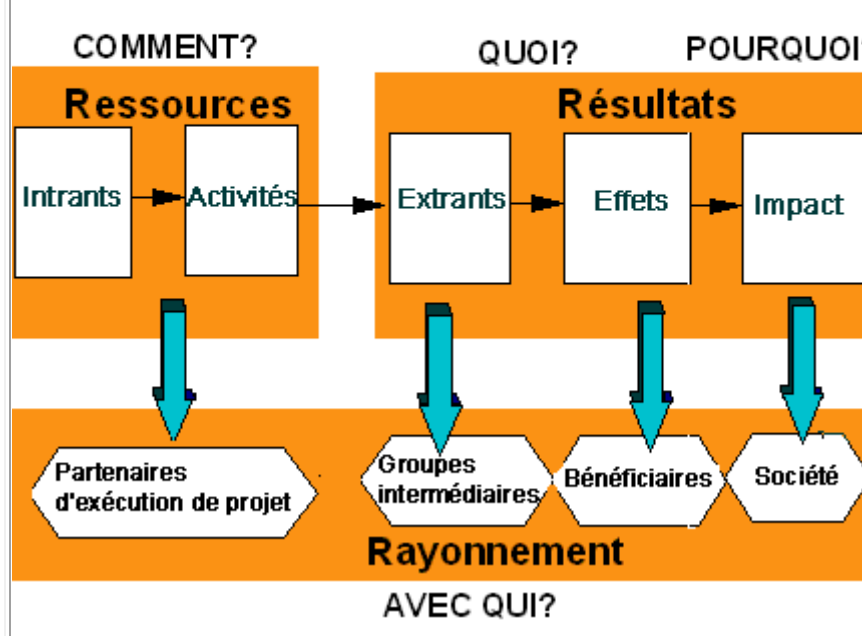 COMMENT?
QUOI?
POURQUOI?
Ressources
Résultats
Intrants
Activités
Extrants
Effets
Impact
Partenaires
d'exécution de projet
Groupes
intermédiaires
Bénéficiaires
Société
Rayonnement
AVEC QUI?